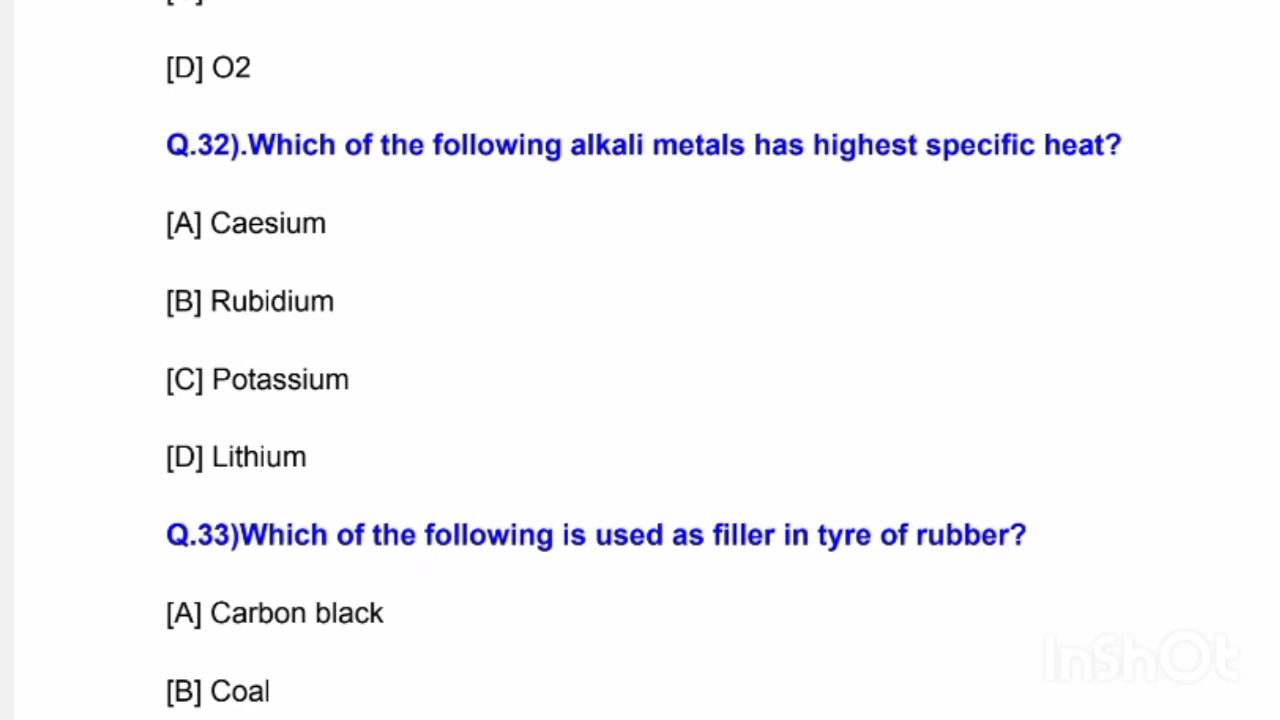 [D] O2
Q.32).Which of the following alkali metals has highest specific heat?
[A] Caesium
[B] Rubidium
[C] Potassium
[D] Lithium
Q.33)Which of the following is used as filler in tyre of rubber?
[A] Carbon black
[B] Coal
InShOt